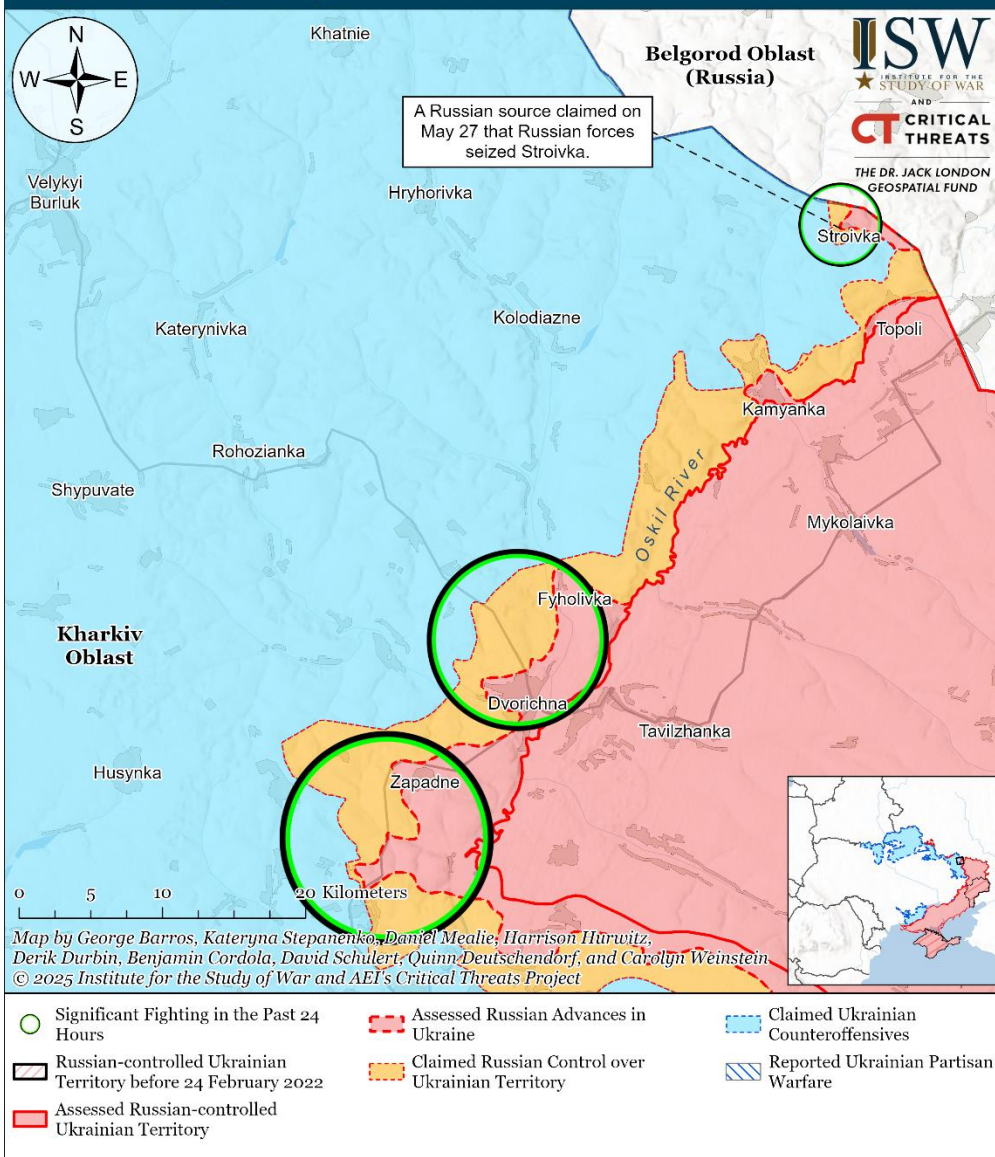 N
W
E
S
Khatnie
Belgorod Oblast
(Russia)
ISW
INSTITUTE FOR THE
STUDY OF WAR
AND
CT CRITICAL
THREATS
THE DR. JACK LONDON
GEOSPATIAL FUND
A Russian source claimed on
May 27 that Russian forces
seized Stroivka.
Velykyi
Burluk
Hryhorivka
Stroivka
Katerynivka
Kolodiazne
Topoli
Kamyanka
Rohozianka
Shypuvate
Oskil River
Mykolaivka
Fyholivka
Kharkiv
Oblast
Dvorichna
Tavilzhanka
Husynka
Zapadne
0
5
10
20 Kilometers
Map by George Barros, Kateryna Stepanenko, Daniel Mealie, Harrison Hurwitz,
Derik Durbin, Benjamin Cordola, David Schulert, Quinn Deutschendorf, and Carolyn Weinstein
© 2025 Institute for the Study of War and AEI's Critical Threats Project
Significant Fighting in the Past 24
Hours
Russian-controlled Ukrainian
Territory before 24 February 2022
Assessed Russian-controlled
Ukrainian Territory
Assessed Russian Advances in
Ukraine
Claimed Russian Control over
Ukrainian Territory
Claimed Ukrainian
Counteroffensives
Reported Ukrainian Partisan
Warfare